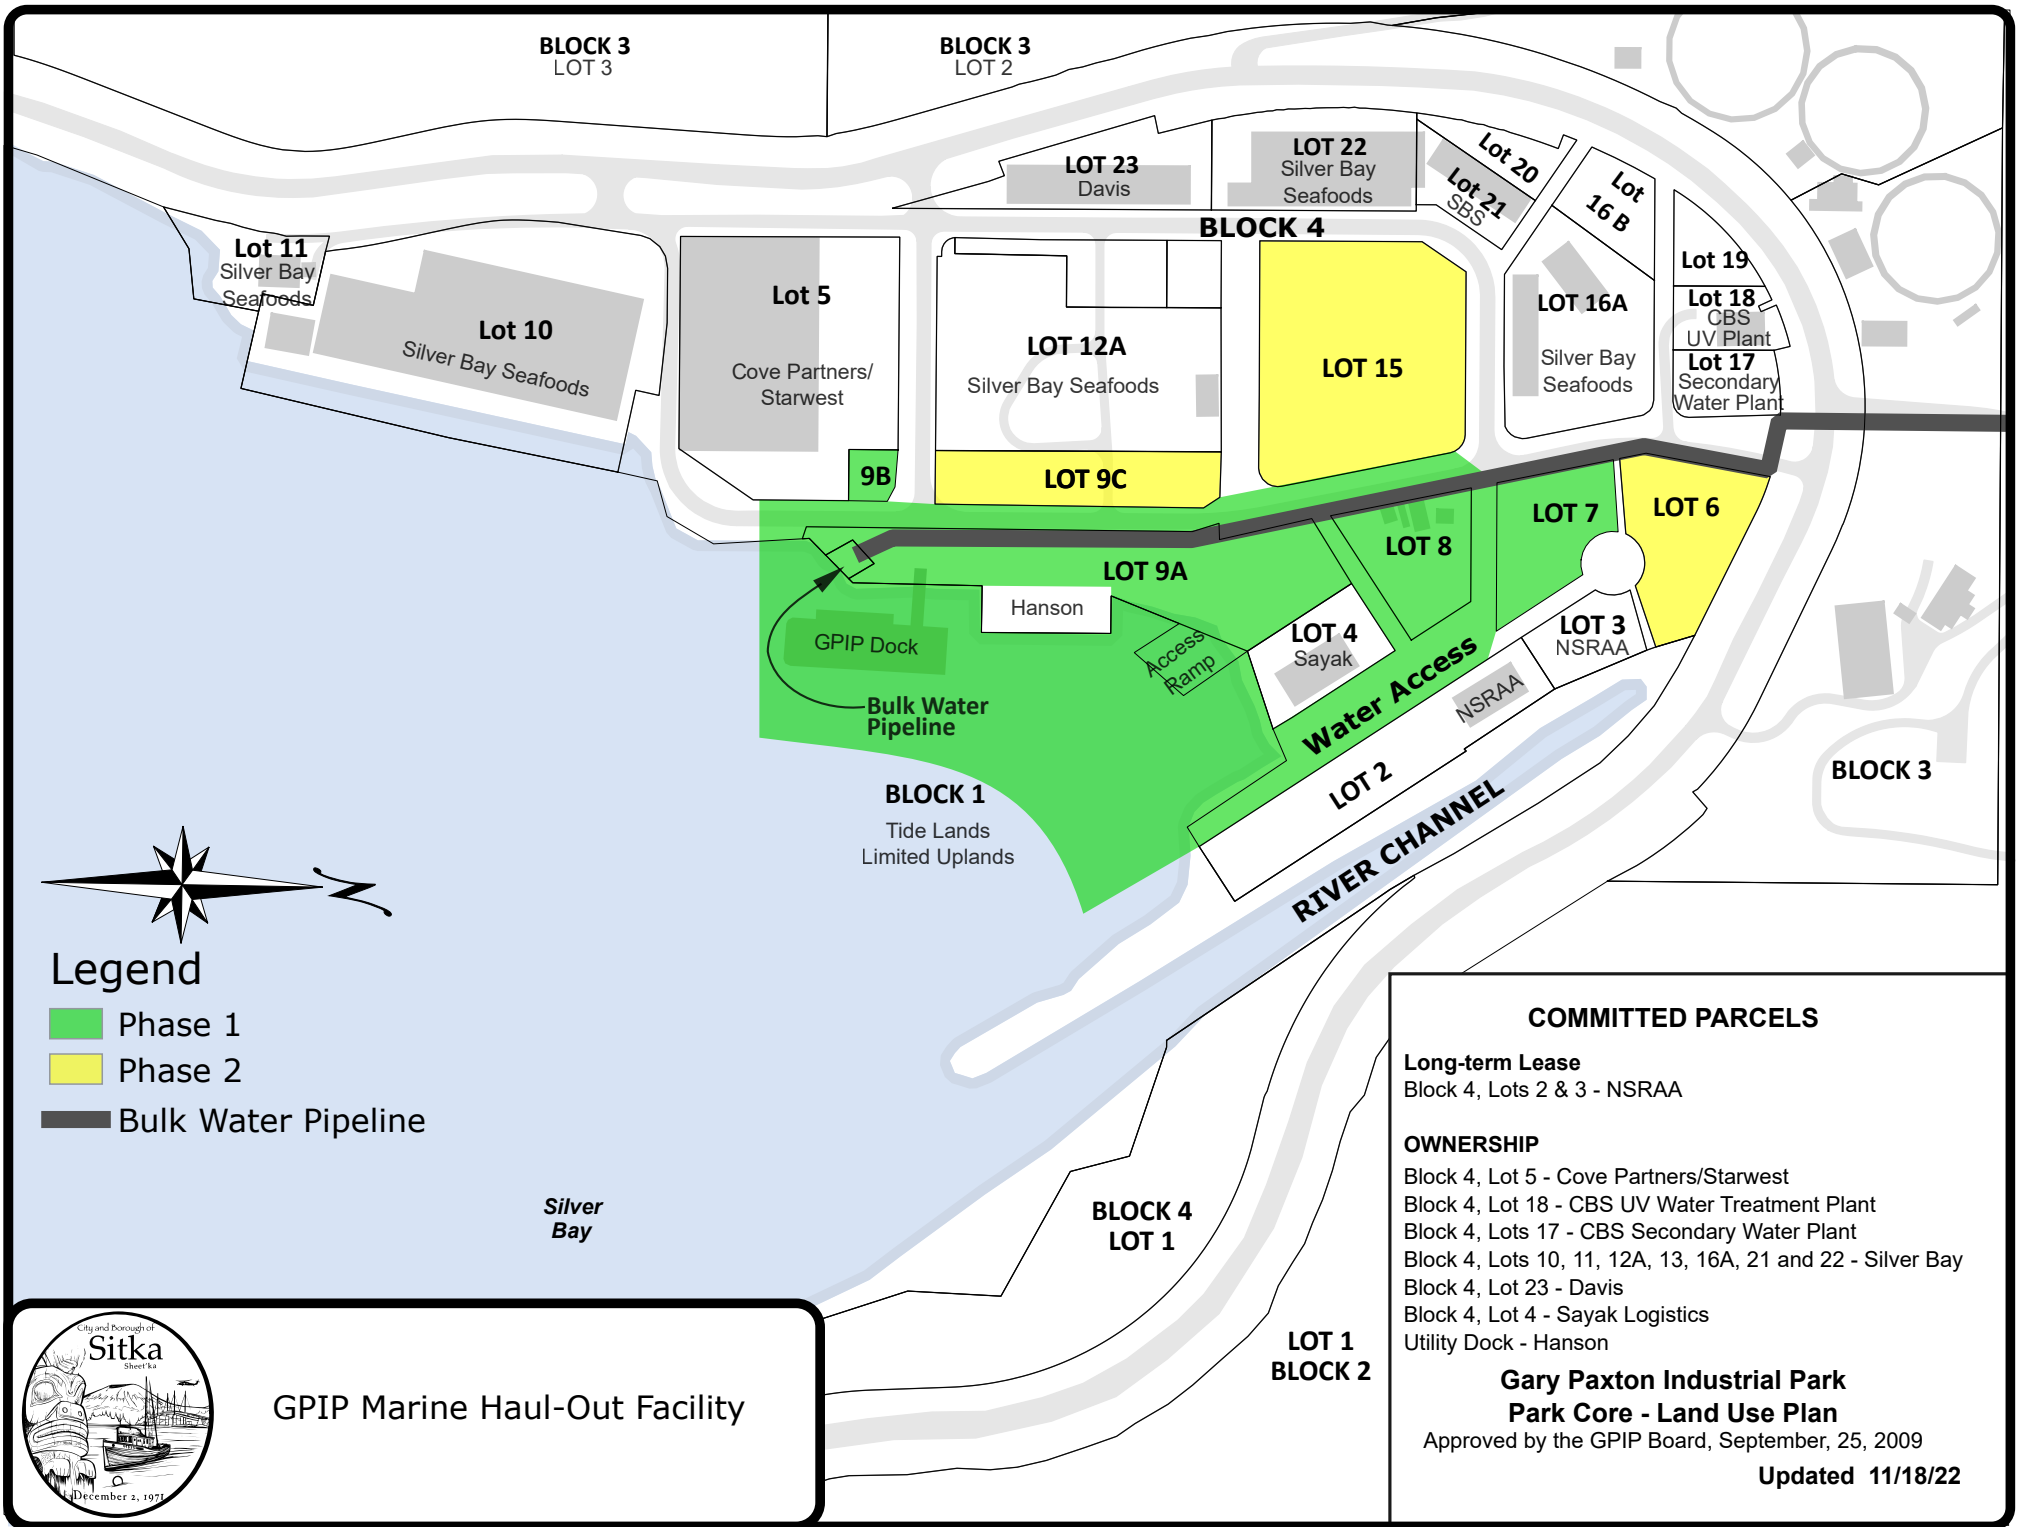 BLOCK 3
LOT 3
BLOCK 3
LOT 2
LOT 23
Davis
LOT 22
Silver Bay
Seafoods
Lot 20
Lot 21
SBS
Lot
16 B
BLOCK 4
Lot 11
Silver Bay
Seafoods
Lot 10
Silver Bay Seafoods
Lot 5
Cove Partners/
Starwest
LOT 12A
Silver Bay Seafoods
LOT 15
LOT 16A
Silver Bay
Seafoods
Lot 19
Lot 18
CBS
UV Plant
Lot 17
Secondary
Water Plant
9B
LOT 9C
LOT 7
LOT 6
LOT 8
LOT 9A
Hanson
GPIP Dock
Access
Ramp
LOT 4
Sayak
LOT 3
NSRAA
Water Access
NSRAA
Bulk Water
Pipeline
LOT 2
RIVER CHANNEL
BLOCK 3
BLOCK 1
Tide Lands
Limited Uplands
N
Legend
Phase 1
Phase 2
Bulk Water Pipeline
Silver
Bay
BLOCK 4
LOT 1
LOT 1
BLOCK 2
COMMITTED PARCELS
Long-term Lease
Block 4, Lots 2 & 3 - NSRAA
OWNERSHIP
Block 4, Lot 5 - Cove Partners/Starwest
Block 4, Lot 18 - CBS UV Water Treatment Plant
Block 4, Lots 17 - CBS Secondary Water Plant
Block 4, Lots 10, 11, 12A, 13, 16A, 21 and 22 - Silver Bay
Block 4, Lot 23 - Davis
Block 4, Lot 4 - Sayak Logistics
Utility Dock - Hanson
Gary Paxton Industrial Park
Park Core - Land Use Plan
Approved by the GPIP Board, September, 25, 2009
Updated 11/18/22
City and Borough of
Sitka
Sheet'ka
December 2, 1971
GPIP Marine Haul-Out Facility